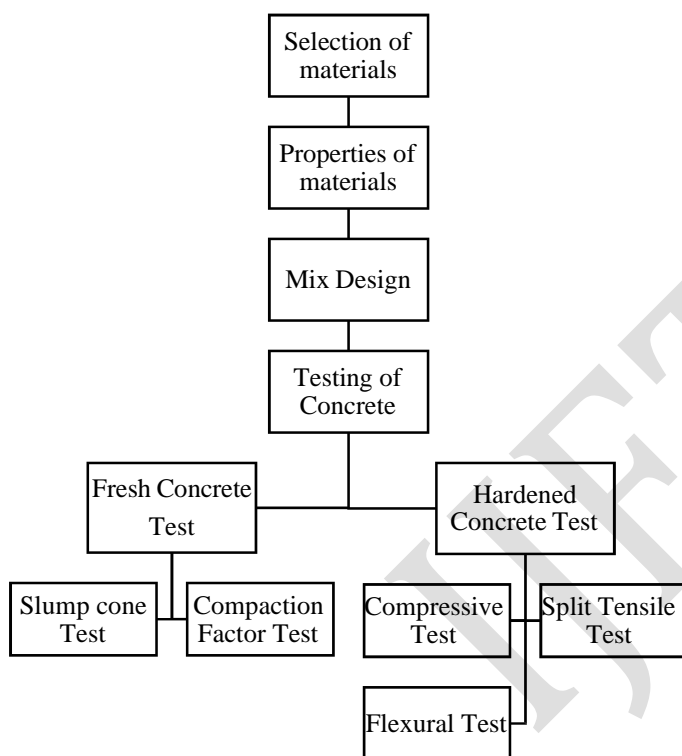 Selection of
materials
Properties of
materials
Mix Design
Testing of
Concrete
Fresh Concrete
Test
Hardened
Concrete Test
Slump cone
Test
Compaction
Factor Test
Compressive
Test
Split Tensile
Test
Flexural Test